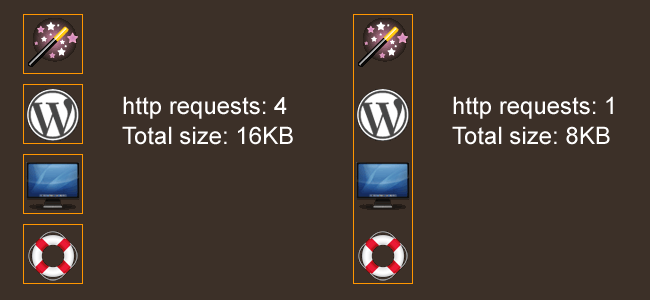 http requests: 4
Total size: 16KB
http requests: 1
Total size: 8KB